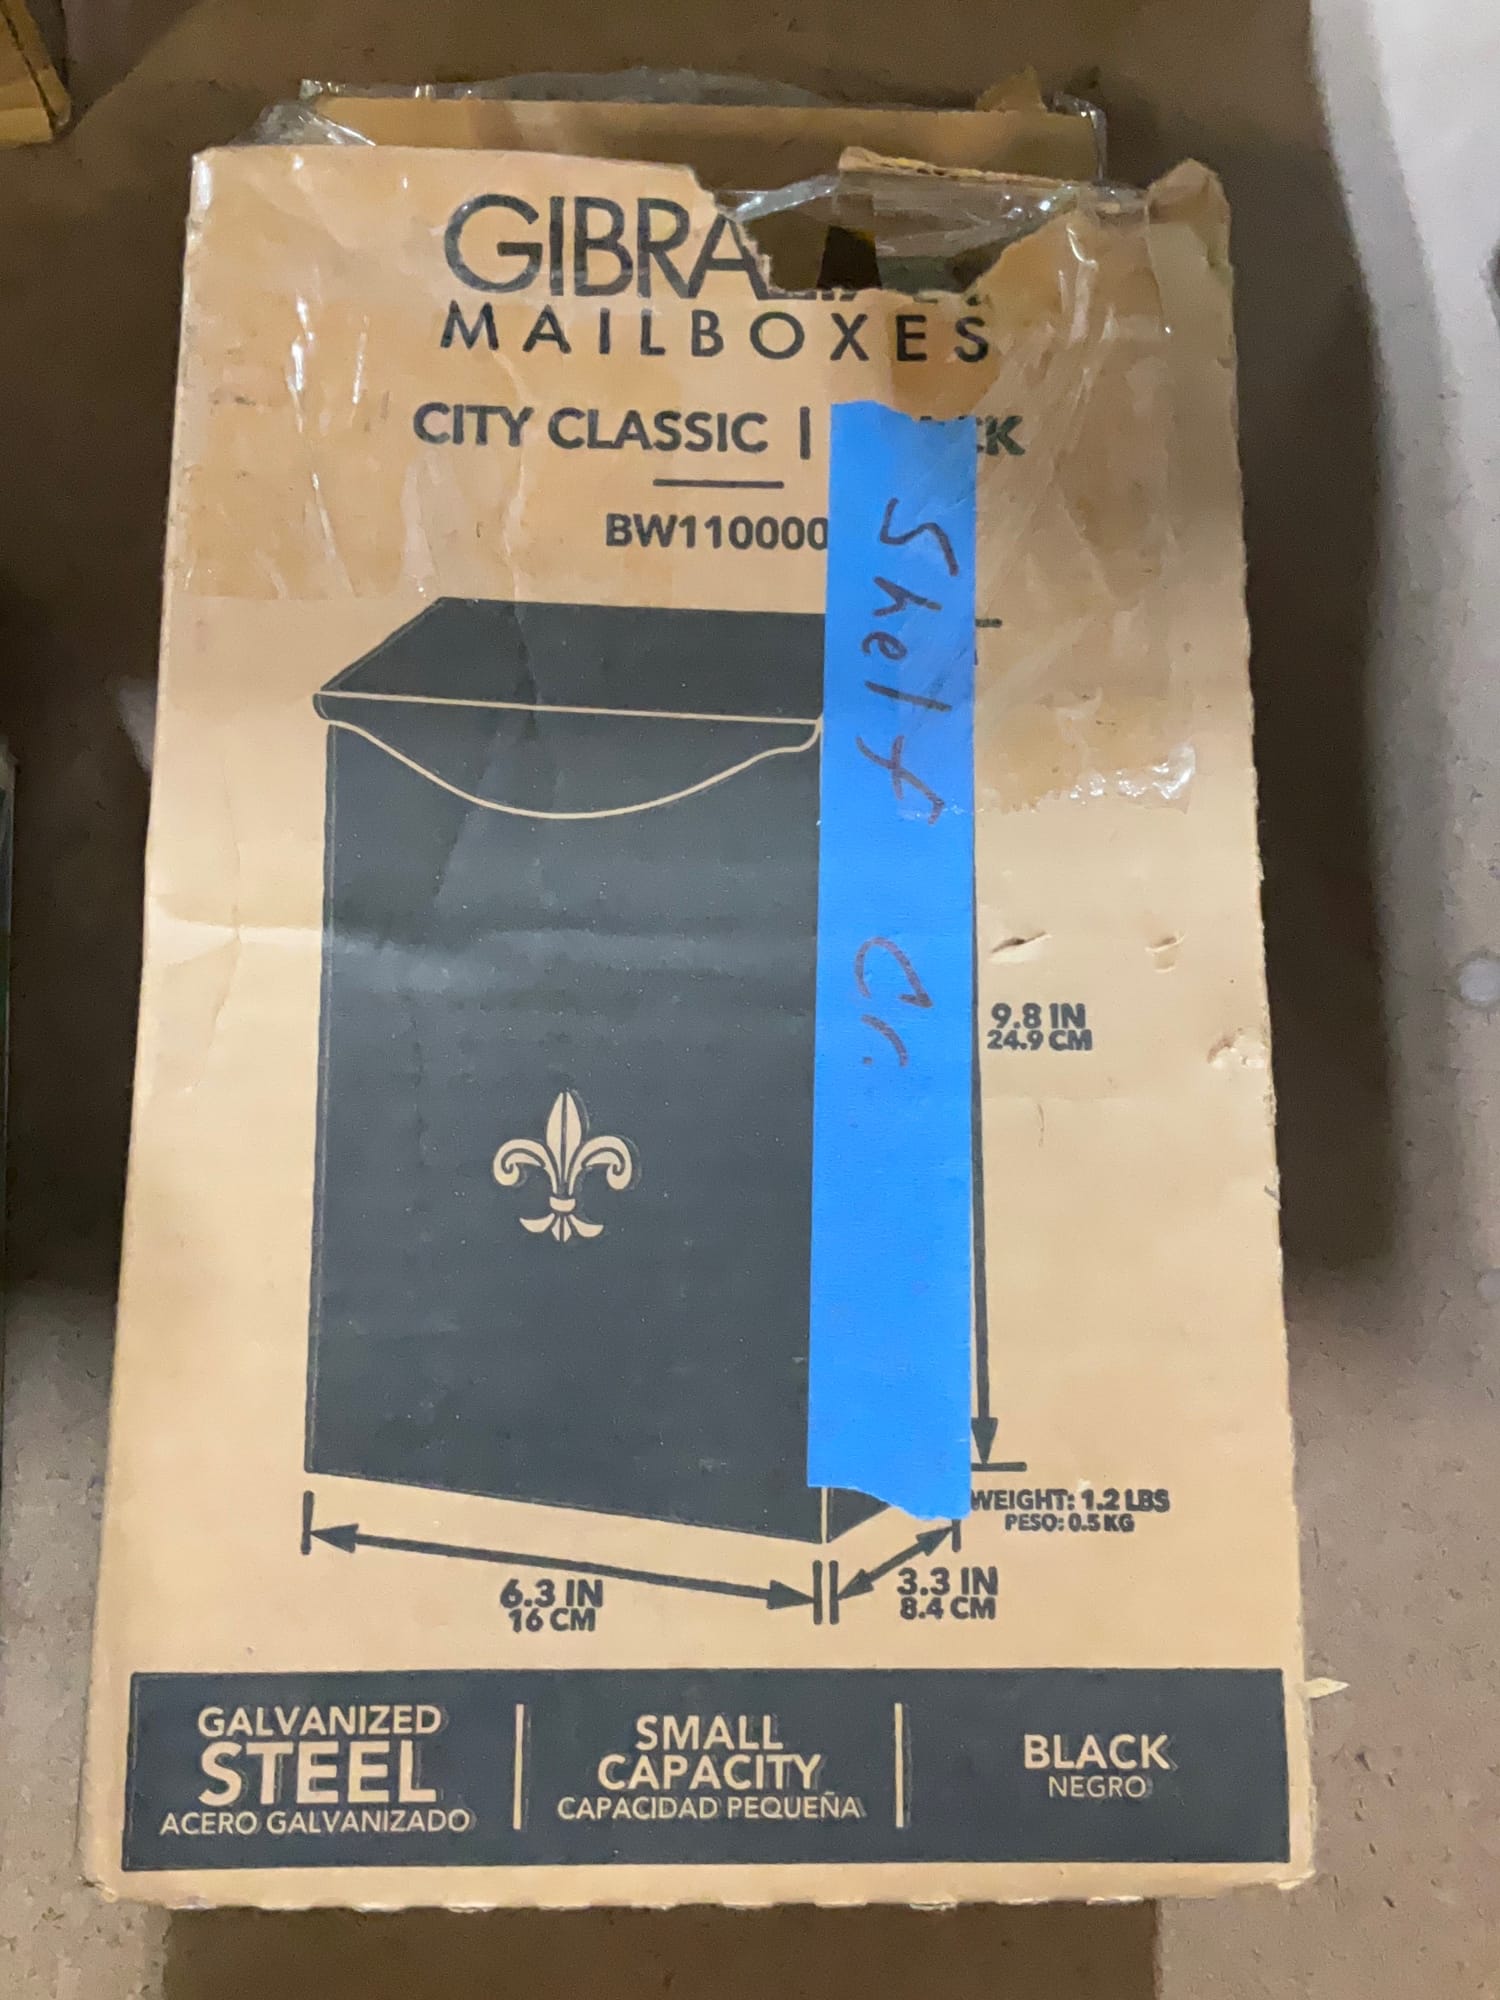 MAILBOXES
CITY CLASSIC |
BW110000
Shelf Cr.
9.8 IN
24.9 CM
WEIGHT: 1.2 LBS
PESO: 0.5 KG
6.3 IN
16 CM
3.3 IN
8.4 CM
GALVANIZED
STEEL
ACERO GALVANIZADO
SMALL
CAPACITY
CAPACIDAD PEQUEÑA
BLACK
NEGRO